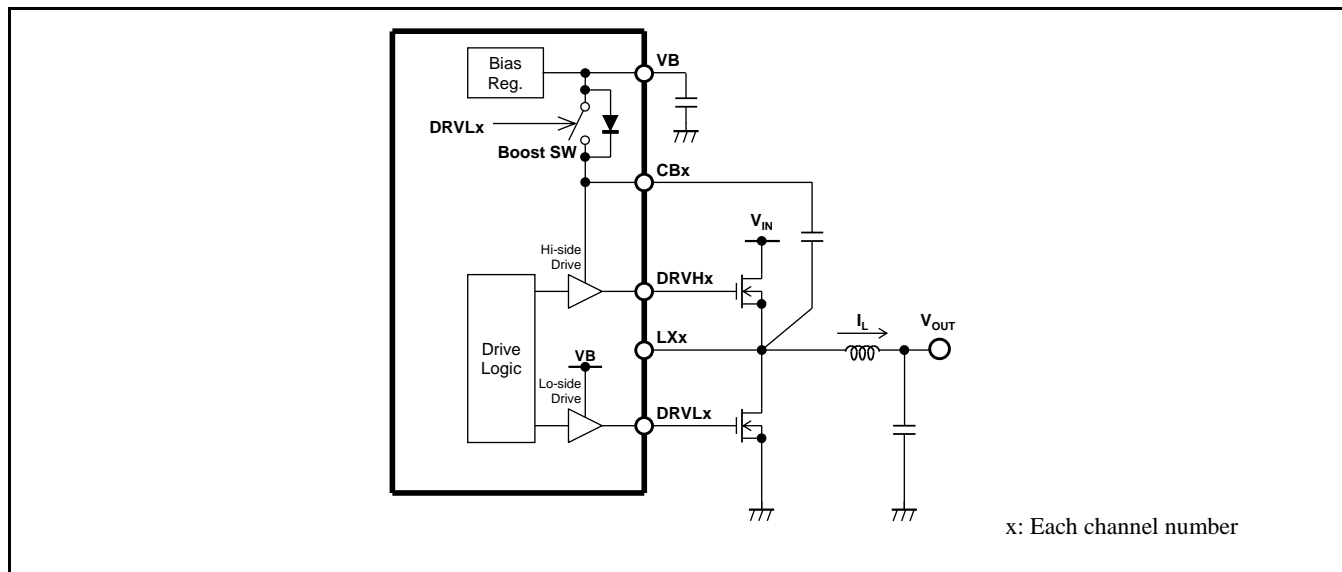 Bias
Reg.
VB
DRVLx
Boost SW
CBx
VIN
Hi-side
Drive
DRVHx
IL
VOUT
LXx
Drive
Logic
VB
Lo-side
Drive
DRVLx
x: Each channel number